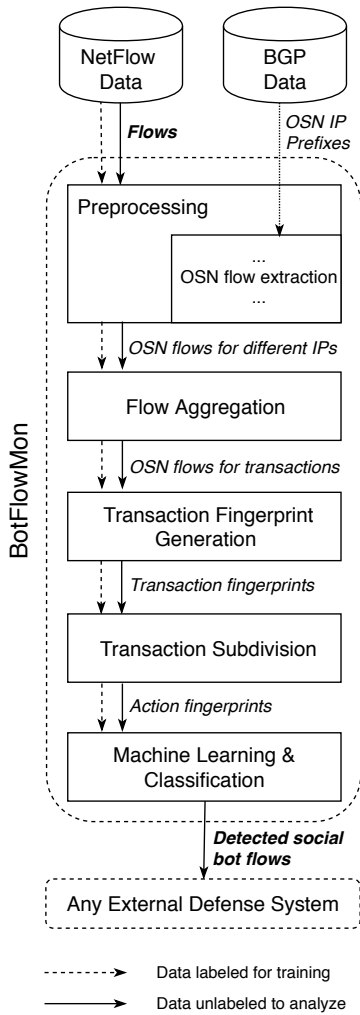 NetFlow
Data
BGP
Data
Flows
OSN IP
Prefixes
Preprocessing
...
OSN flow extraction
...
OSN flows for different IPs
Flow Aggregation
OSN flows for transactions
Transaction Fingerprint
Generation
Transaction fingerprints
Transaction Subdivision
Action fingerprints
Machine Learning &
Classification
BotFlowMon
Detected social
bot flows
Any External Defense System
Data labeled for training
Data unlabeled to analyze